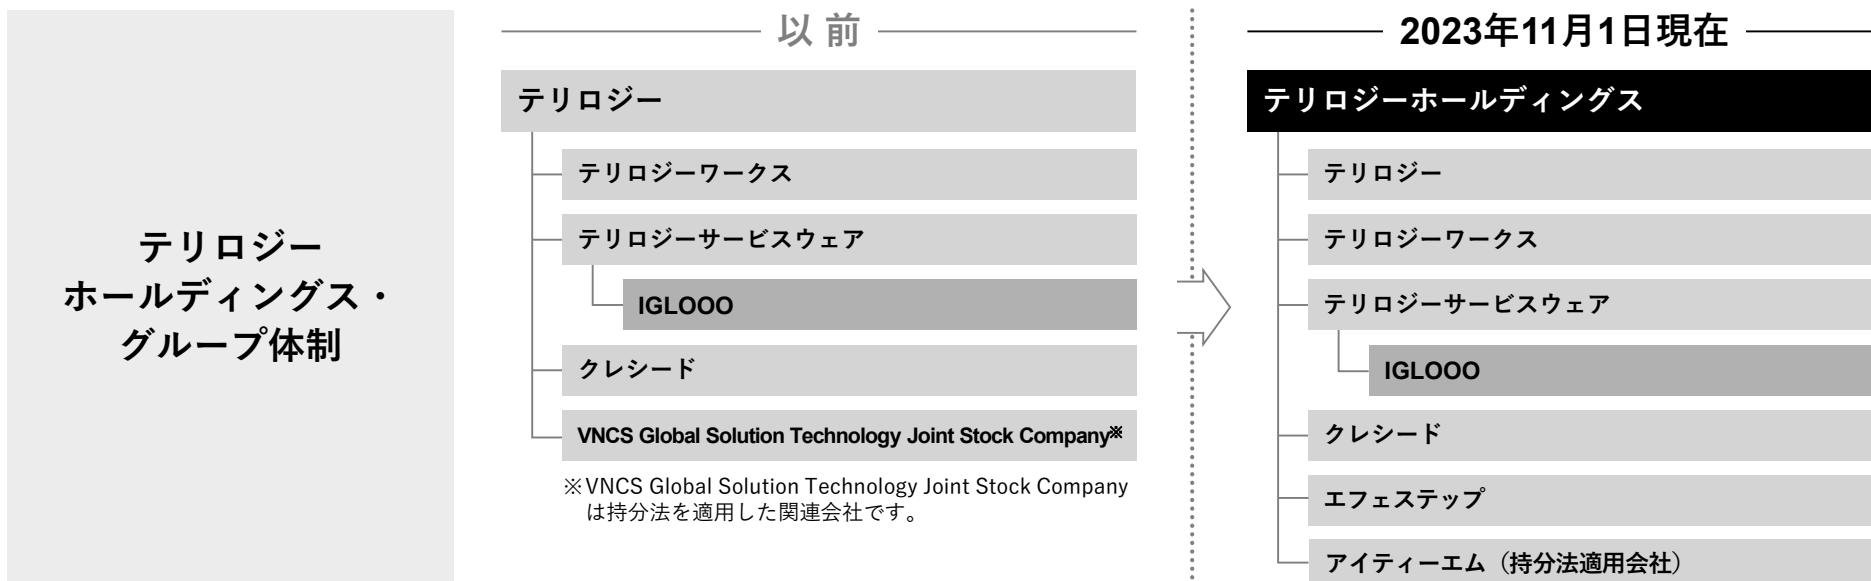 テリロジー
ホールディングス・
グループ体制
以前
テリロジー
テリロジーワークス
テリロジーサービスウェア
IGLOOO
クレシード
VNCS Global Solution Technology Joint Stock Company※
※VNCS Global Solution Technology Joint Stock Company
は持分法を適用した関連会社です。
2023年11月1日現在
テリロジーホールディングス
テリロジー
テリロジーワークス
テリロジーサービスウェア
IGLOOO
クレシード
エフェステップ
アイティーエム（持分法適用会社）